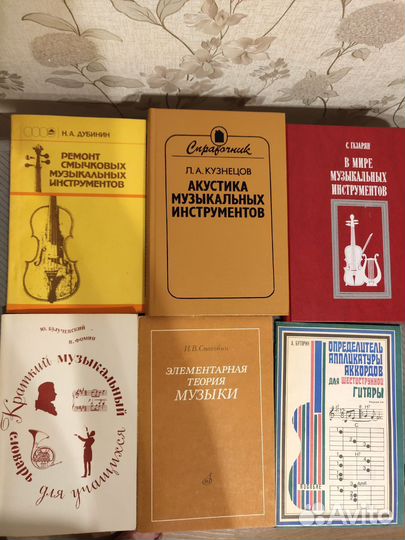 Н. А. ДУБИНИН
РЕМОНТ
СМЫЧКОВЫХ
МУЗЫКАЛЬНЫХ
ИНСТРУМЕНТОВ
Справочник
Л. А. КУЗНЕЦОВ
АКУСТИКА
МУЗЫКАЛЬНЫХ
ИНСТРУМЕНТОВ
С. ГАЗАРЯН
В МИРЕ
МУЗЫКАЛЬНЫХ
ИНСТРУМЕНТОВ
Ю. БУЛУЧЕВСКИЙ
В. ФОМИН
Краткий музыкальный
словарь
для учащихся
И. В. Способин
ЭЛЕМЕНТАРНАЯ
ТЕОРИЯ
МУЗЫКИ
ОПРЕДЕЛИТЕЛЬ
АППЛИКАТУРЫ
АККОРДОВ
ДЛЯ ШЕСТИСТРУННОЙ
ГИТАРЫ
ПОСОБИЕ
Avito